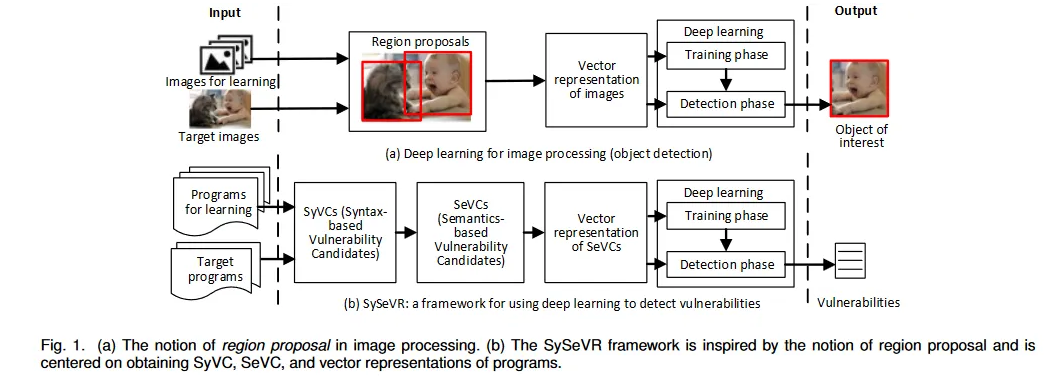 Input
Output
Images for learning
Target images
Region proposals
Vector
representation
of images
Deep learning
Training phase
Detection phase
Object of
interest
(a) Deep learning for image processing (object detection)
Programs
for learning
Target
programs
SyVCs (Syntax-
based
Vulnerability
Candidates)
SeVCs
(Semantics-
based
Vulnerability
Candidates)
Vector
representation
of SeVCs
Deep learning
Training phase
Detection phase
Vulnerabilities
(b) SySeVR: a framework for using deep learning to detect vulnerabilities
Fig. 1. (a) The notion of region proposal in image processing. (b) The SySeVR framework is inspired by the notion of region proposal and is
centered on obtaining SyVC, SeVC, and vector representations of programs.